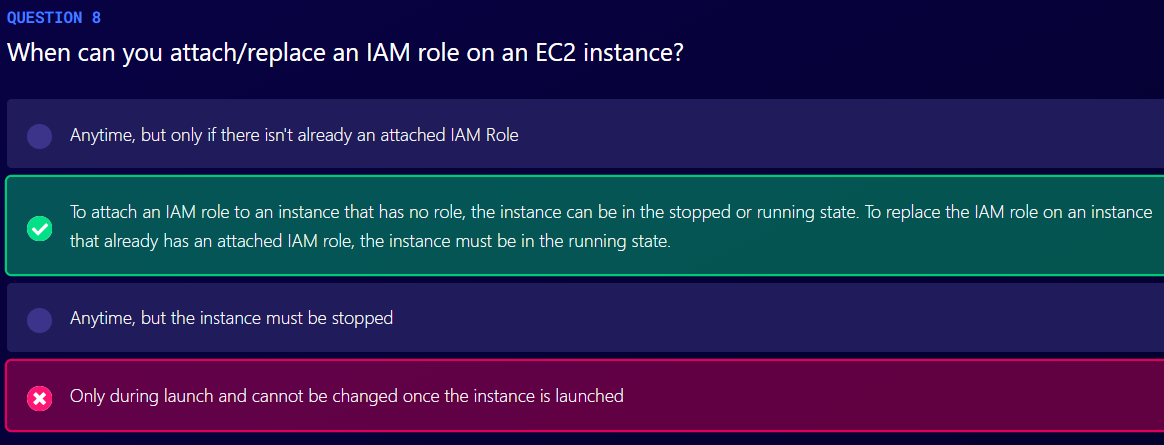 QUESTION 8
When can you attach/replace an IAM role on an EC2 instance?
Anytime, but only if there isn't already an attached IAM Role
To attach an IAM role to an instance that has no role, the instance can be in the stopped or running state. To replace the IAM role on an instance
that already has an attached IAM role, the instance must be in the running state.
Anytime, but the instance must be stopped
Only during launch and cannot be changed once the instance is launched